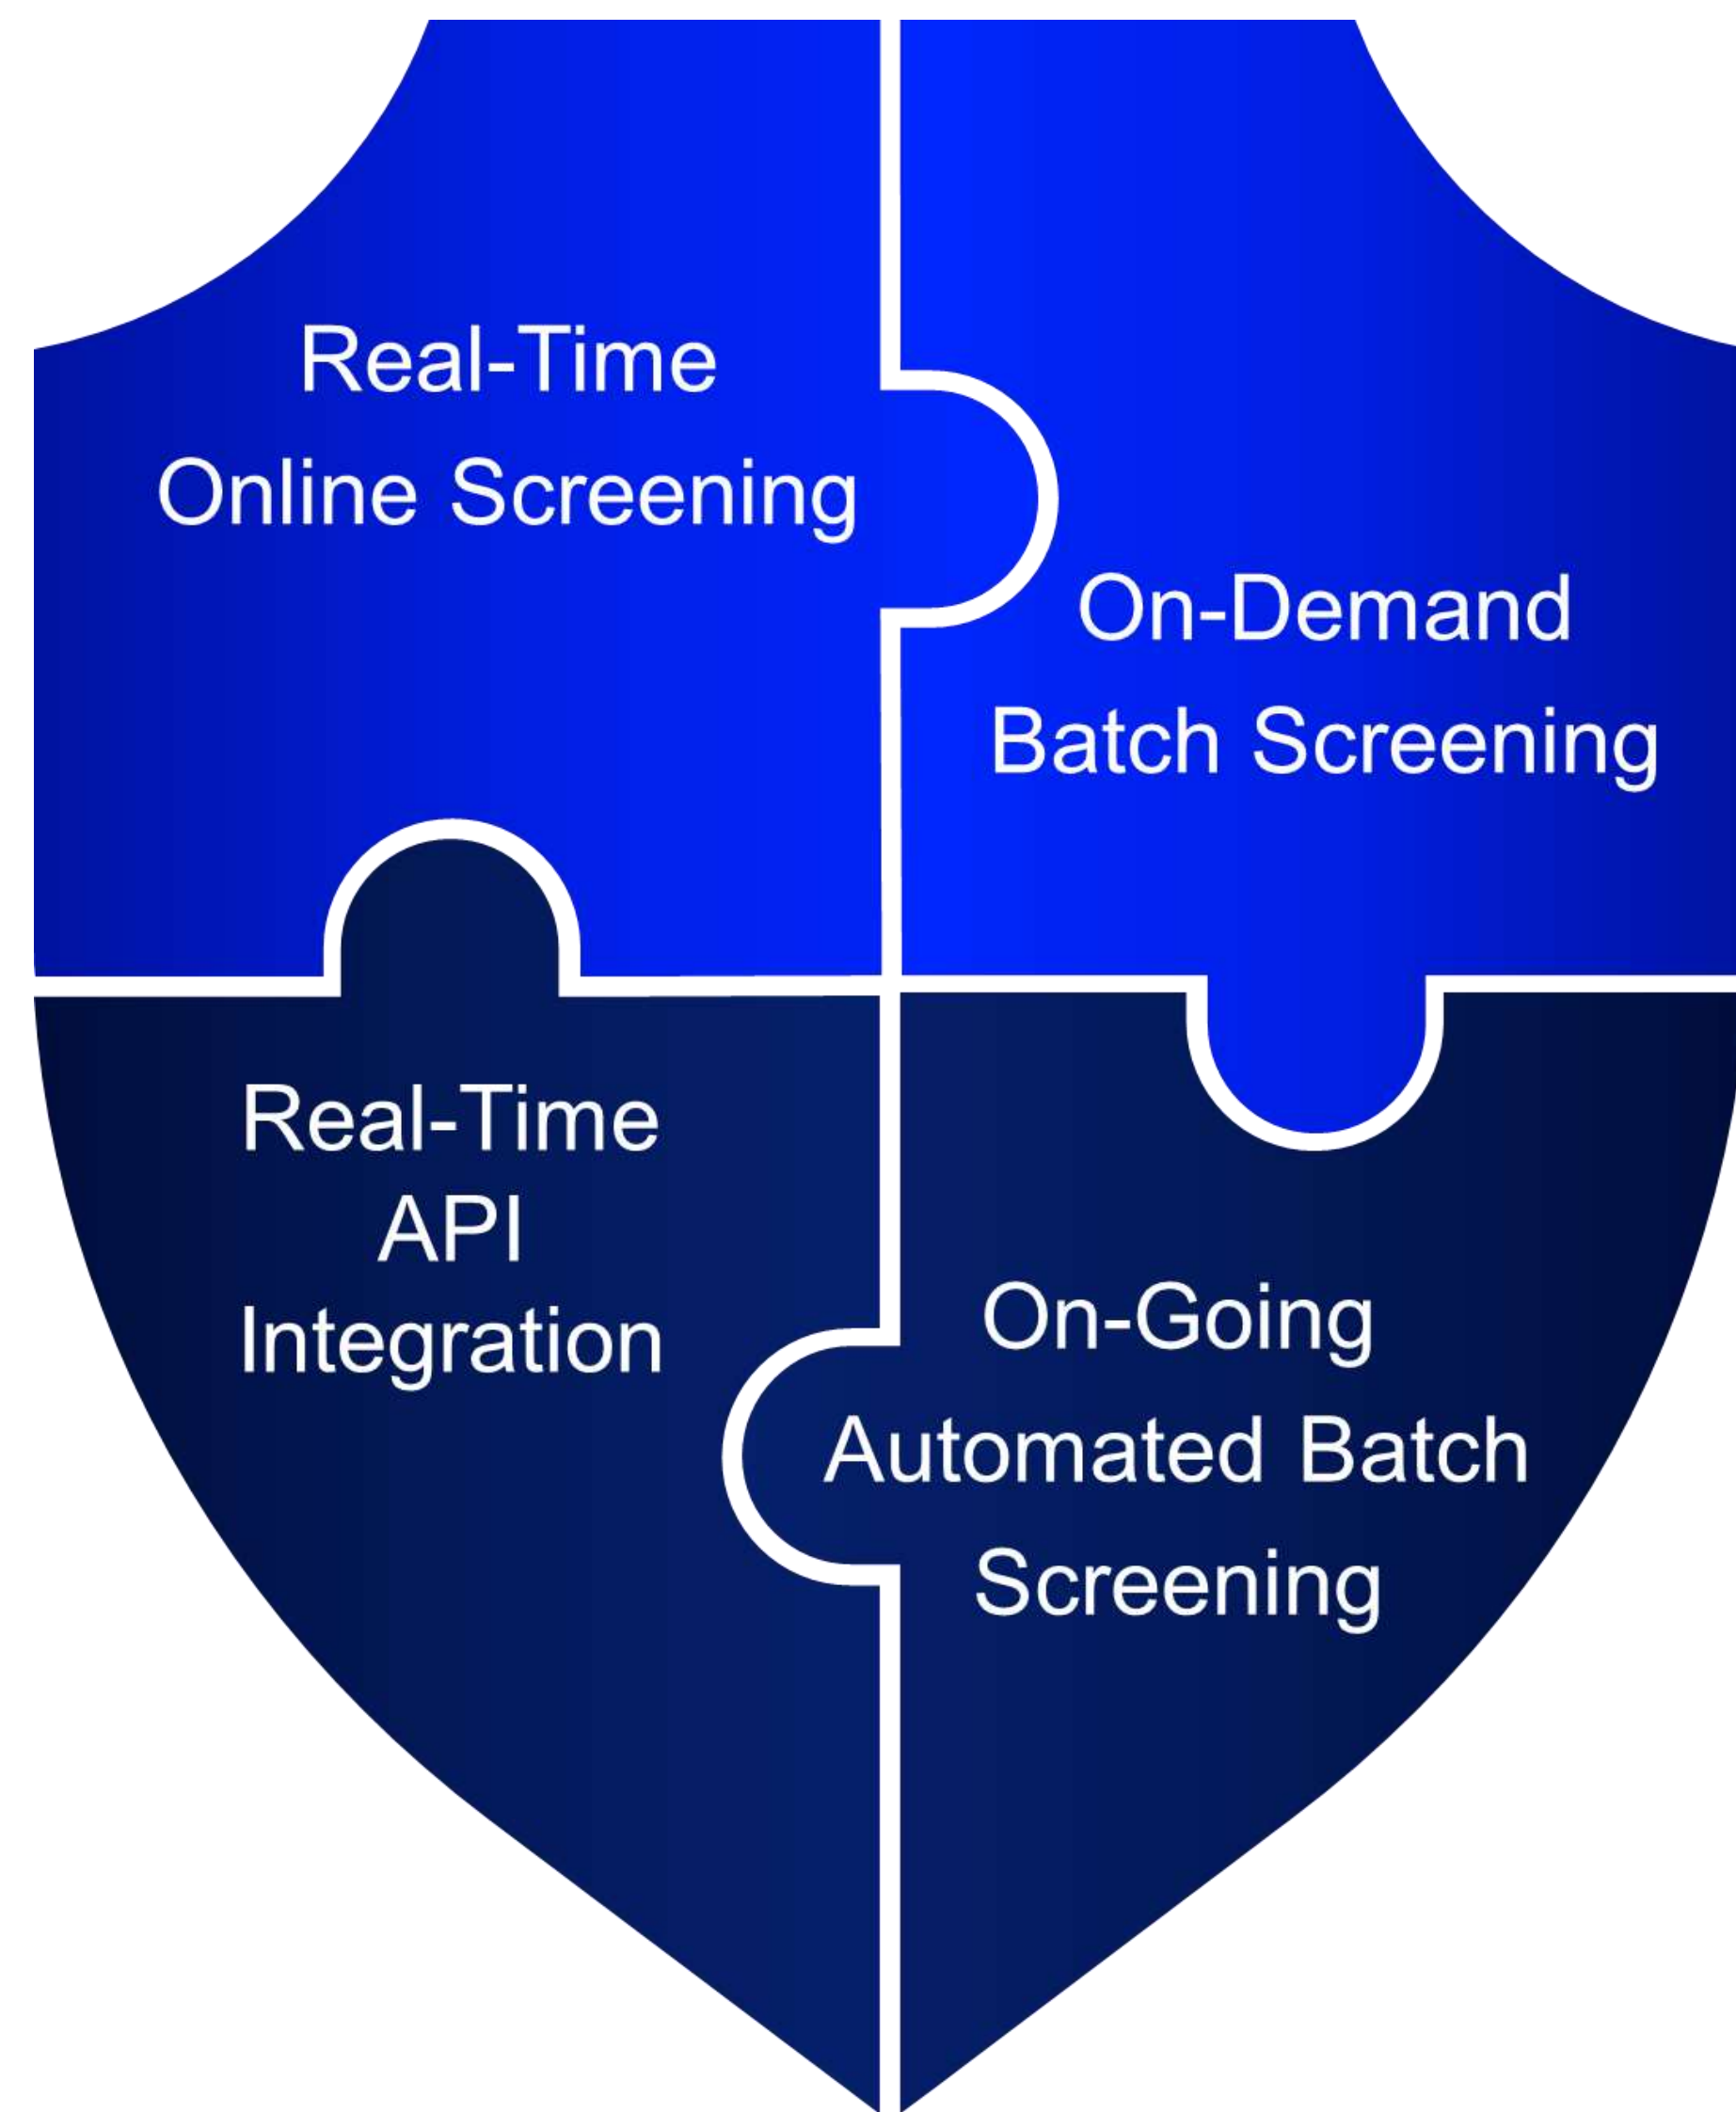 Real-Time
Online Screening
On-Demand
Batch Screening
Real-Time
API
Integration
On-Going
Automated Batch
Screening